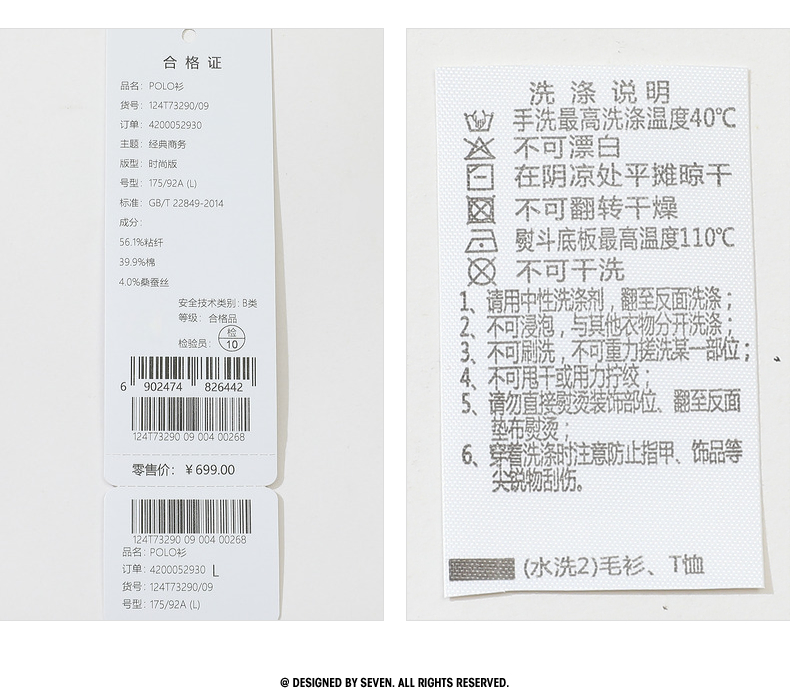 合格证
品名：POLO衫
货号：124T73290/09
订单：4200052930
主题：经典商务
版型：时尚版
号型：175/92A (L)
标准：GB/T 22849-2014
成分：
56.1%粘纤
39.9%棉
4.0%桑蚕丝
安全技术类别：B类
等级：合格品
检验员：检 10
6 902474 826442
124T73290 09 004 00268
零售价：￥699.00
124T73290 09 004 00268
品名：POLO衫
订单：4200052930 L
货号：124T73290/09
号型：175/92A (L)
洗涤说明
手洗最高洗涤温度40℃
不可漂白
在阴凉处平摊晾干
不可翻转干燥
熨斗底板最高温度110℃
不可干洗
1、请用中性洗涤剂，翻至反面洗涤；
2、不可浸泡，与其他衣物分开洗涤；
3、不可刷洗，不可重力搓洗某一部位；
4、不可甩干或用力拧绞；
5、请勿直接熨烫装饰部位、翻至反面
垫布熨烫；
6、穿着洗涤时注意防止指甲、饰品等
尖锐物刮伤。
(水洗2)毛衫、T恤
@ DESIGNED BY SEVEN. ALL RIGHTS RESERVED.